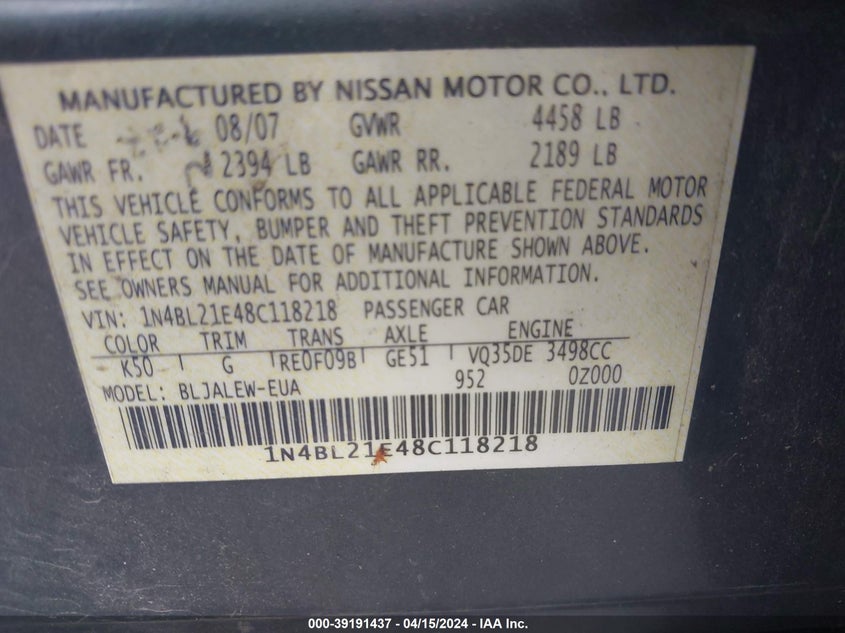 MANUFACTURED BY NISSAN MOTOR CO., LTD.
DATE 08/07 GVWR 4458 LB
GAWR FR. 2394 LB GAWR RR. 2189 LB
THIS VEHICLE CONFORMS TO ALL APPLICABLE FEDERAL MOTOR
VEHICLE SAFETY, BUMPER AND THEFT PREVENTION STANDARDS
IN EFFECT ON THE DATE OF MANUFACTURE SHOWN ABOVE.
SEE OWNERS MANUAL FOR ADDITIONAL INFORMATION.
VIN: 1N4BL21E48C118218 PASSENGER CAR
COLOR TRIM TRANS AXLE ENGINE
K50 G RE0F09B GE51 VQ35DE 3498CC
MODEL: BLJALEW-EUA 952 0Z000
1N4BL21E48C118218
000-39191437 - 04/15/2024 - IAA Inc.